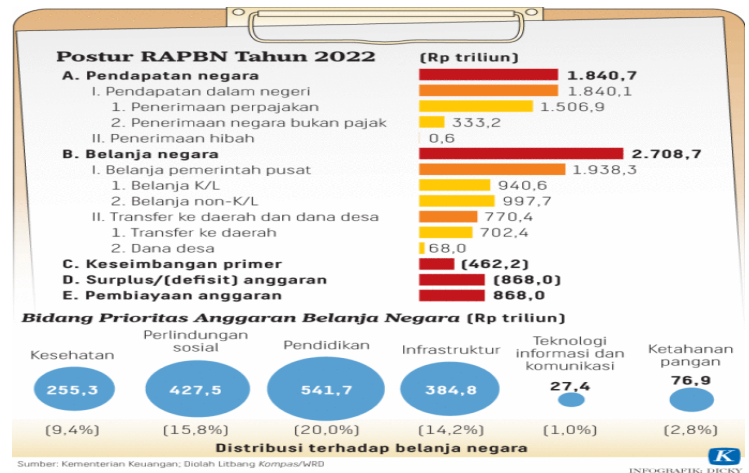 Postur RAPBN Tahun 2022 (Rp triliun)
A. Pendapatan negara 1.840,7
I. Pendapatan dalam negeri 1.840,1
1. Penerimaan perpajakan 1.506,9
2. Penerimaan negara bukan pajak 333,2
II. Penerimaan hibah 0,6
B. Belanja negara 2.708,7
I. Belanja pemerintah pusat 1.938,3
1. Belanja K/L 940,6
2. Belanja non-K/L 997,7
II. Transfer ke daerah dan dana desa 770,4
1. Transfer ke daerah 702,4
2. Dana desa 68,0
C. Keseimbangan primer (462,2)
D. Surplus/(defisit) anggaran (868,0)
E. Pembiayaan anggaran 868,0
Bidang Prioritas Anggaran Belanja Negara (Rp triliun)
Kesehatan
255,3
(9,4%)
Perlindungan
sosial
427,5
(15,8%)
Pendidikan
541,7
(20,0%)
Infrastruktur
384,8
(14,2%)
Teknologi
informasi dan
komunikasi
27,4
(1,0%)
Ketahanan
pangan
76,9
(2,8%)
Distribusi terhadap belanja negara
Sumber: Kementerian Keuangan; Diolah Litbang Kompas/WRD
K
INFOGRAFIK: DICKY